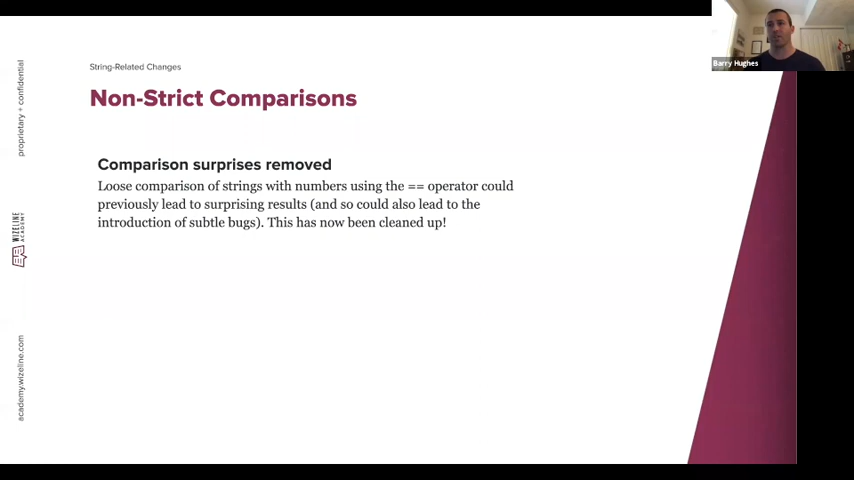 Barry Hughes
proprietary + confidential
String-Related Changes
Non-Strict Comparisons
Comparison surprises removed
Loose comparison of strings with numbers using the == operator could
previously lead to surprising results (and so could also lead to the
introduction of subtle bugs). This has now been cleaned up!
WIZELINE
ACADEMY
academy.wizeline.com